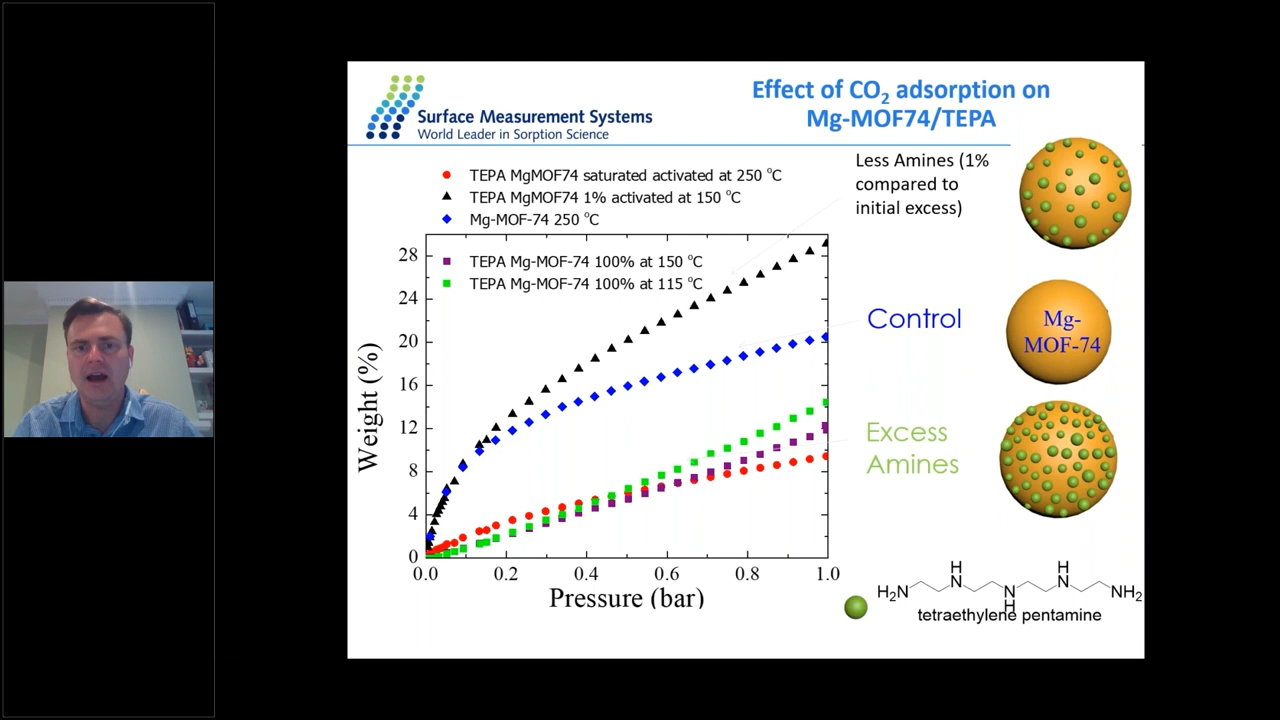 Surface Measurement Systems
World Leader in Sorption Science
Effect of CO₂ adsorption on
Mg-MOF74/TEPA
TEPA MgMOF74 saturated activated at 250 °C
TEPA MgMOF74 1% activated at 150 °C
Mg-MOF-74 250 °C
TEPA Mg-MOF-74 100% at 150 °C
TEPA Mg-MOF-74 100% at 115 °C
28
24
20
16
12
8
4
0
Weight (%)
0.0 0.2 0.4 0.6 0.8 1.0
Pressure (bar)
Less Amines (1%
compared to
initial excess)
Control
Mg-
MOF-74
Excess
Amines
H H
H₂N N N N NH₂
H
tetraethylene pentamine